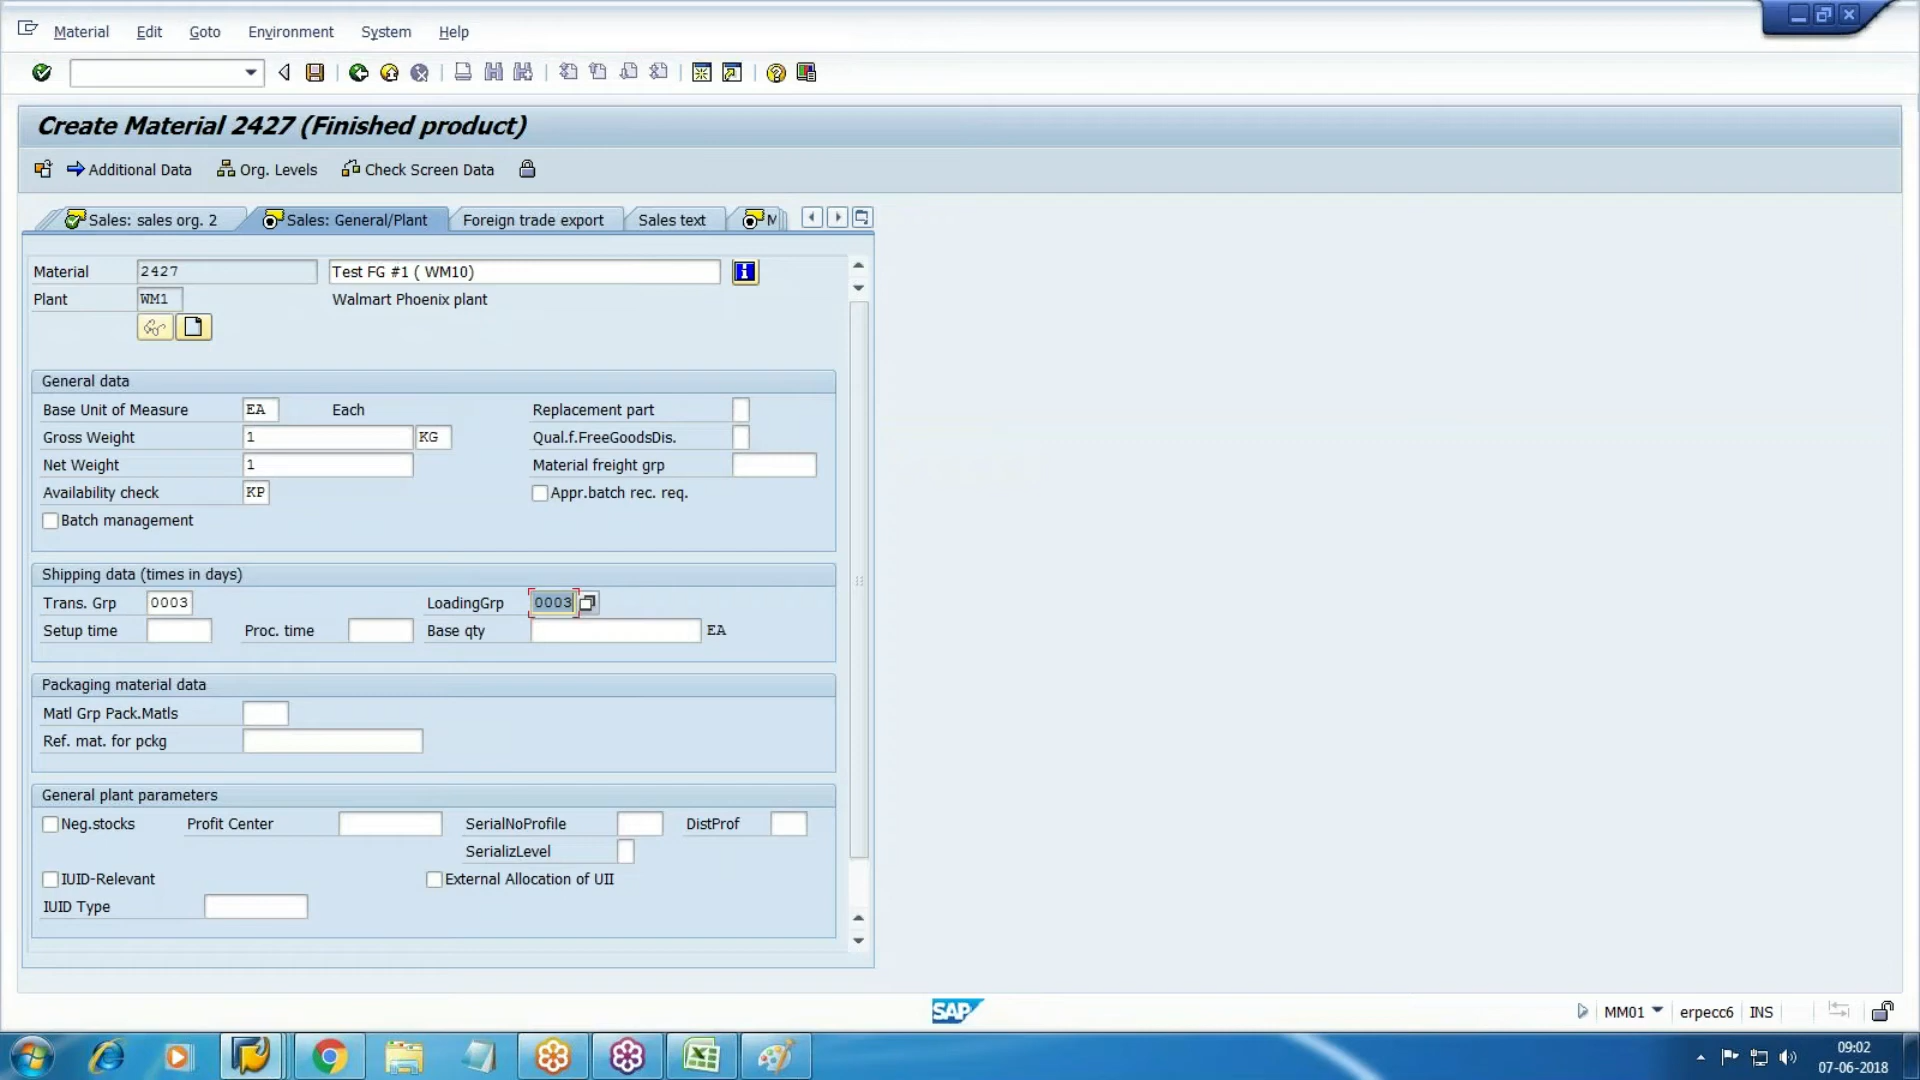 Material Edit Goto Environment System Help
Create Material 2427 (Finished product)
Additional Data Org. Levels Check Screen Data
Sales: sales org. 2 Sales: General/Plant Foreign trade export Sales text M
Material 2427 Test FG #1 ( WM10)
Plant WM1 Walmart Phoenix plant
General data
Base Unit of Measure EA Each Replacement part
Gross Weight 1 KG Qual.f.FreeGoodsDis.
Net Weight 1 Material freight grp
Availability check KP Appr.batch rec. req.
Batch management
Shipping data (times in days)
Trans. Grp 0003 LoadingGrp 0003
Setup time Proc. time Base qty EA
Packaging material data
Matl Grp Pack.Matls
Ref. mat. for pckg
General plant parameters
Neg.stocks Profit Center SerialNoProfile DistProf
SerializLevel
IUID-Relevant External Allocation of UII
IUID Type
SAP MM01 erpecc6 INS
09:02
07-06-2018